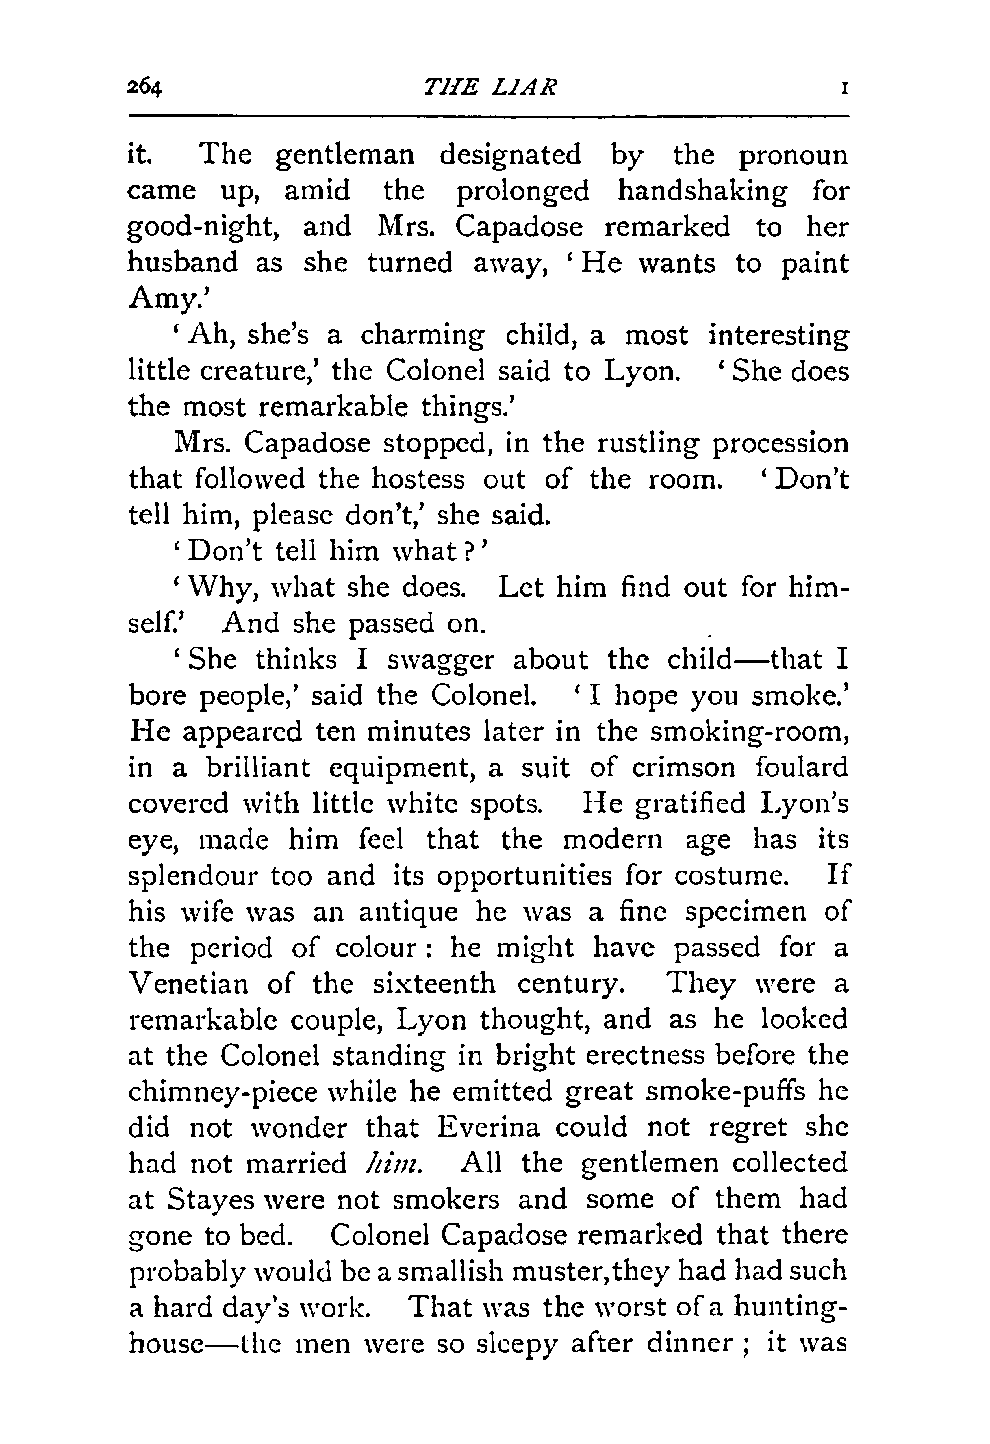 264 THE LIAR I
it. The gentleman designated by the pronoun
came up, amid the prolonged handshaking for
good-night, and Mrs. Capadose remarked to her
husband as she turned away, ‘He wants to paint
Amy.’
‘Ah, she’s a charming child, a most interesting
little creature,’ the Colonel said to Lyon. ‘She does
the most remarkable things.’
Mrs. Capadose stopped, in the rustling procession
that followed the hostess out of the room. ‘Don’t
tell him, please don’t,’ she said.
‘Don’t tell him what?’
‘Why, what she does. Let him find out for him-
self.’ And she passed on.
‘She thinks I swagger about the child—that I
bore people,’ said the Colonel. ‘I hope you smoke.’
He appeared ten minutes later in the smoking-room,
in a brilliant equipment, a suit of crimson foulard
covered with little white spots. He gratified Lyon’s
eye, made him feel that the modern age has its
splendour too and its opportunities for costume. If
his wife was an antique he was a fine specimen of
the period of colour: he might have passed for a
Venetian of the sixteenth century. They were a
remarkable couple, Lyon thought, and as he looked
at the Colonel standing in bright erectness before the
chimney-piece while he emitted great smoke-puffs he
did not wonder that Everina could not regret she
had not married him. All the gentlemen collected
at Stayes were not smokers and some of them had
gone to bed. Colonel Capadose remarked that there
probably would be a smallish muster, they had had such
a hard day’s work. That was the worst of a hunting-
house—the men were so sleepy after dinner; it was